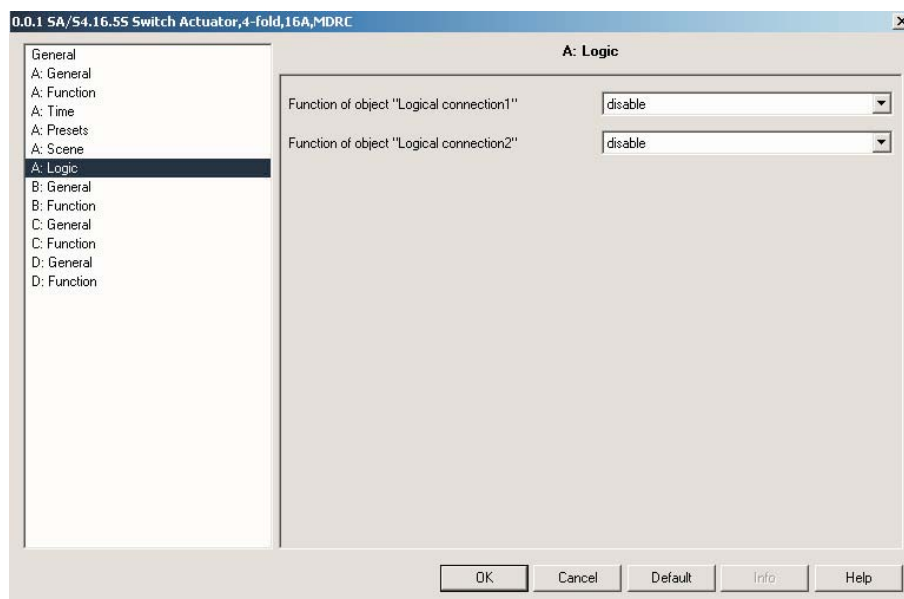 0.0.1 SA/S4.16.5S Switch Actuator,4-fold,16A,MDRC
General
A: General
A: Function
A: Time
A: Presets
A: Scene
A: Logic
B: General
B: Function
C: General
C: Function
D: General
D: Function
A: Logic
Function of object "Logical connection1" disable
Function of object "Logical connection2" disable
OK Cancel Default Info Help